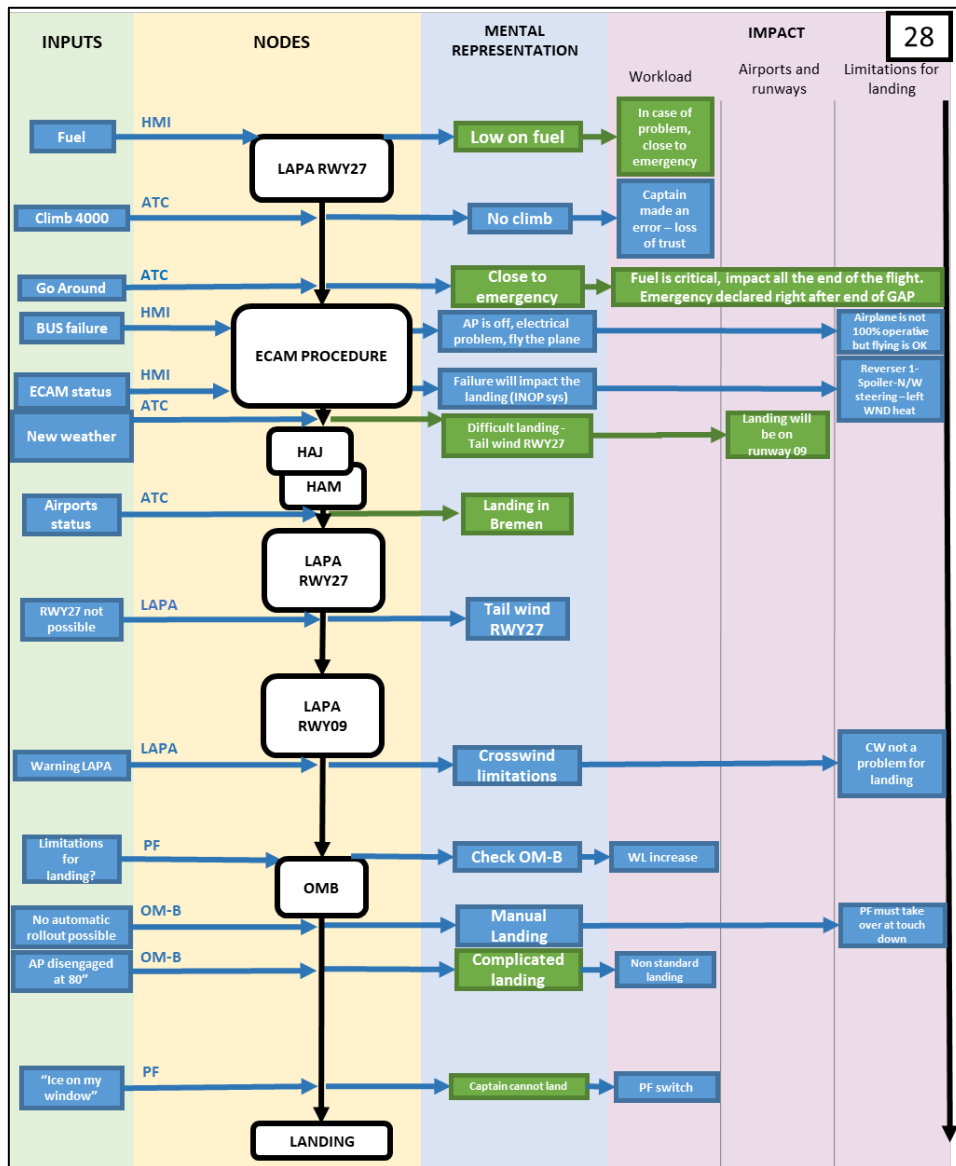 28
INPUTS
NODES
MENTAL
REPRESENTATION
IMPACT
Workload
Airports and
runways
Limitations for
landing
Fuel
HMI
LAPA RWY27
Low on fuel
In case of
problem,
close to
emergency
Climb 4000
ATC
No climb
Captain
made an
error – loss
of trust
Go Around
ATC
Close to
emergency
Fuel is critical, impact all the end of the flight.
Emergency declared right after end of GAP
BUS failure
HMI
ECAM PROCEDURE
AP is off, electrical
problem, fly the plane
Airplane is not
100% operative
but flying is OK
ECAM status
HMI
Failure will impact the
landing (INOP sys)
Reverser 1-
Spoiler-N/W
steering – left
WND heat
New weather
ATC
HAJ
HAM
Difficult landing -
Tail wind RWY27
Landing will
be on
runway 09
Airports
status
ATC
Landing in
Bremen
LAPA
RWY27
RWY27 not
possible
LAPA
Tail wind
RWY27
LAPA
RWY09
Warning LAPA
LAPA
Crosswind
limitations
CW not a
problem for
landing
Limitations
for
landing?
PF
OMB
Check OM-B
WL increase
No automatic
rollout possible
OM-B
Manual
Landing
PF must take
over at touch
down
AP disengaged
at 80”
OM-B
Complicated
landing
Non standard
landing
“Ice on my
window”
PF
Captain cannot land
PF switch
LANDING